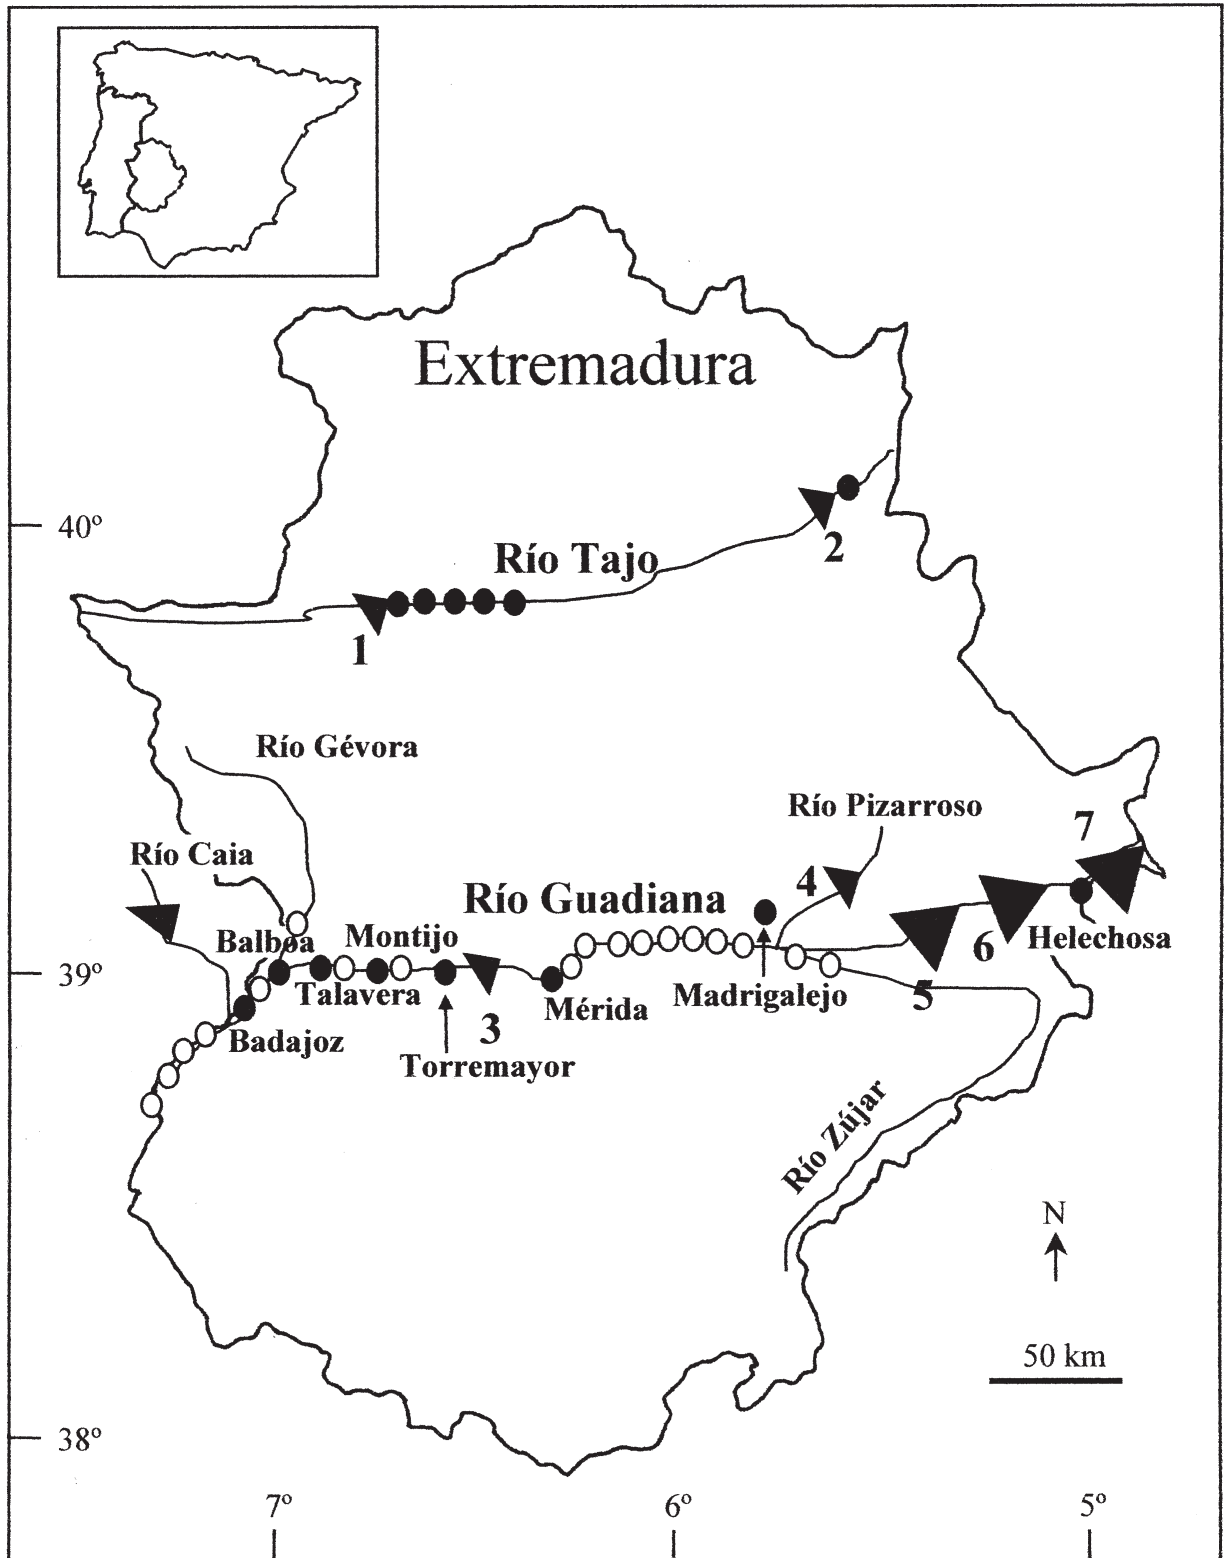 Extremadura
40º
2
Río Tajo
1
Río Gévora
Río Pizarroso
7
Río Caia
4
Río Guadiana
Balboa
Montijo
6
Helechosa
39º
Talavera
Madrigalejo
5
Mérida
3
Badajoz
Torremayor
Río Zújar
N
50 km
38º
7º
6º
5º